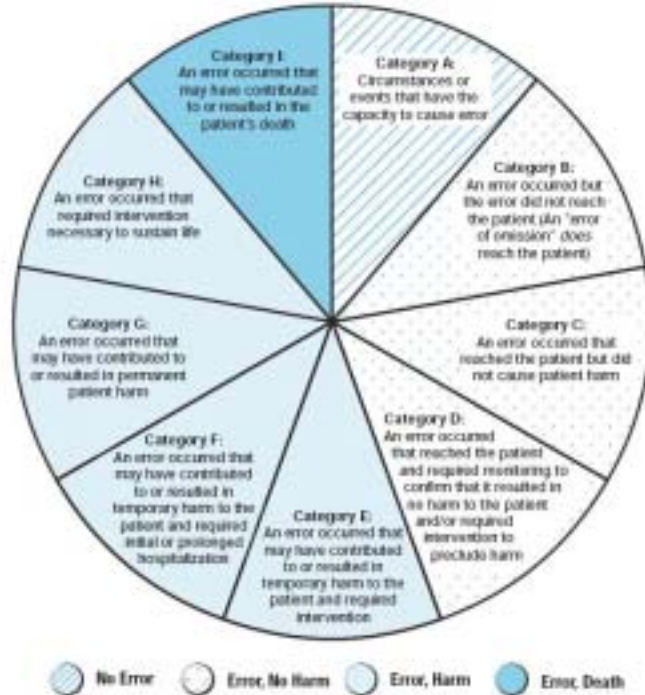 Category I:
An error occurred that
may have contributed
to or resulted in the
patient's death
Category A:
Circumstances or
events that have the
capacity to cause error
Category B:
An error occurred but
the error did not reach
the patient (An "error
of omission" does
reach the patient)
Category C:
An error occurred that
reached the patient but did
not cause patient harm
Category D:
An error occurred
that reached the patient
and required monitoring to
confirm that it resulted in
no harm to the patient
and/or required
intervention to
preclude harm
Category E:
An error occurred that
may have contributed
to or resulted in
temporary harm to the
patient and required
intervention
Category F:
An error occurred that
may have contributed
to or resulted in
temporary harm to the
patient and required
initial or prolonged
hospitalization
Category G:
An error occurred that
may have contributed to
or resulted in permanent
patient harm
Category H:
An error occurred that
required intervention
necessary to sustain life
No Error
Error, No Harm
Error, Harm
Error, Death